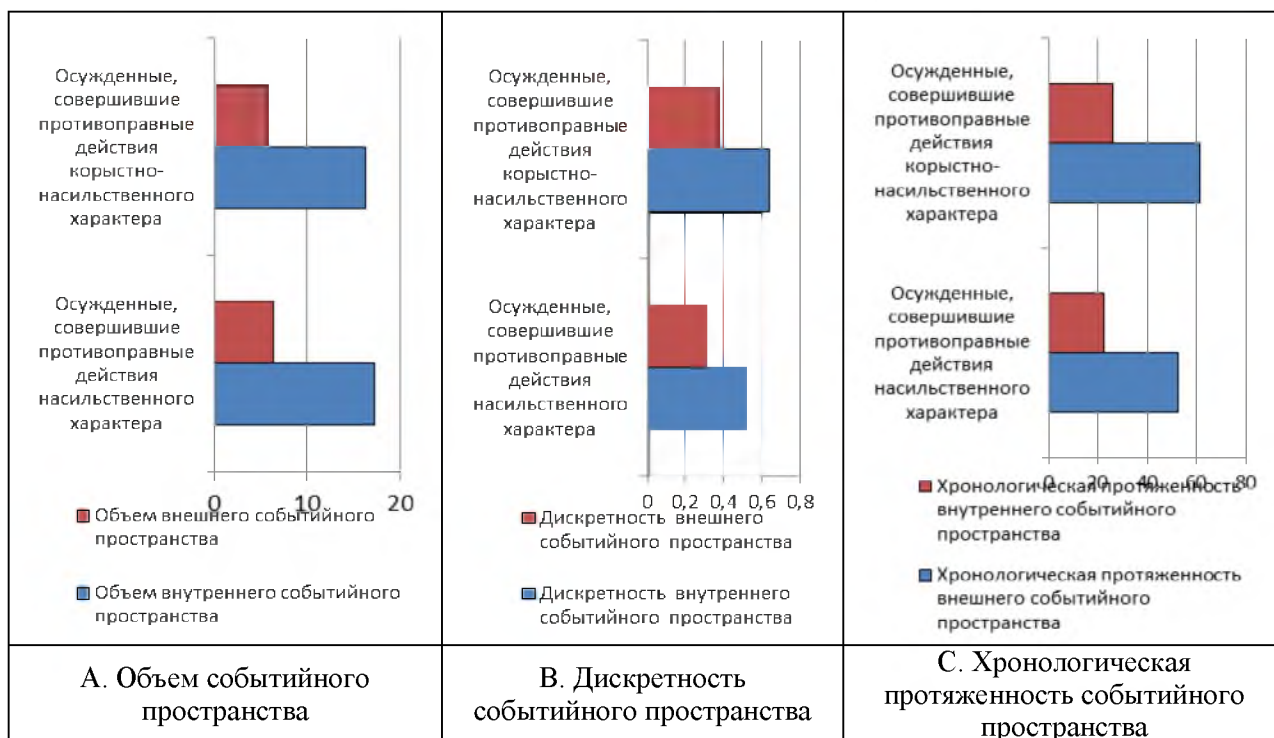 Осужденные,
совершившие
противоправные
действия
корыстно-
насильственного
характера
Осужденные,
совершившие
противоправные
действия
насильственного
характера
0 10 20
Объем внешнего событийного
пространства
Объем внутреннего событийного
пространства
А. Объем событийного
пространства
Осужденные,
совершившие
противоправные
действия
корыстно-
насильственного
характера
Осужденные,
совершившие
противоправные
действия
насильственного
характера
0 0,2 0,4 0,6 0,8
Дискретность внешнего
событийного пространства
Дискретность внутреннего
событийного пространства
В. Дискретность
событийного пространства
Осужденные,
совершившие
противоправные
действия
корыстно-
насильственного
характера
Осужденные,
совершившие
противоправные
действия
насильственного
характера
0 20 40 60 80
Хронологическая протяженность
внутреннего событийного
пространства
Хронологическая протяженность
внешнего событийного
пространства
С. Хронологическая
протяженность событийного
пространства